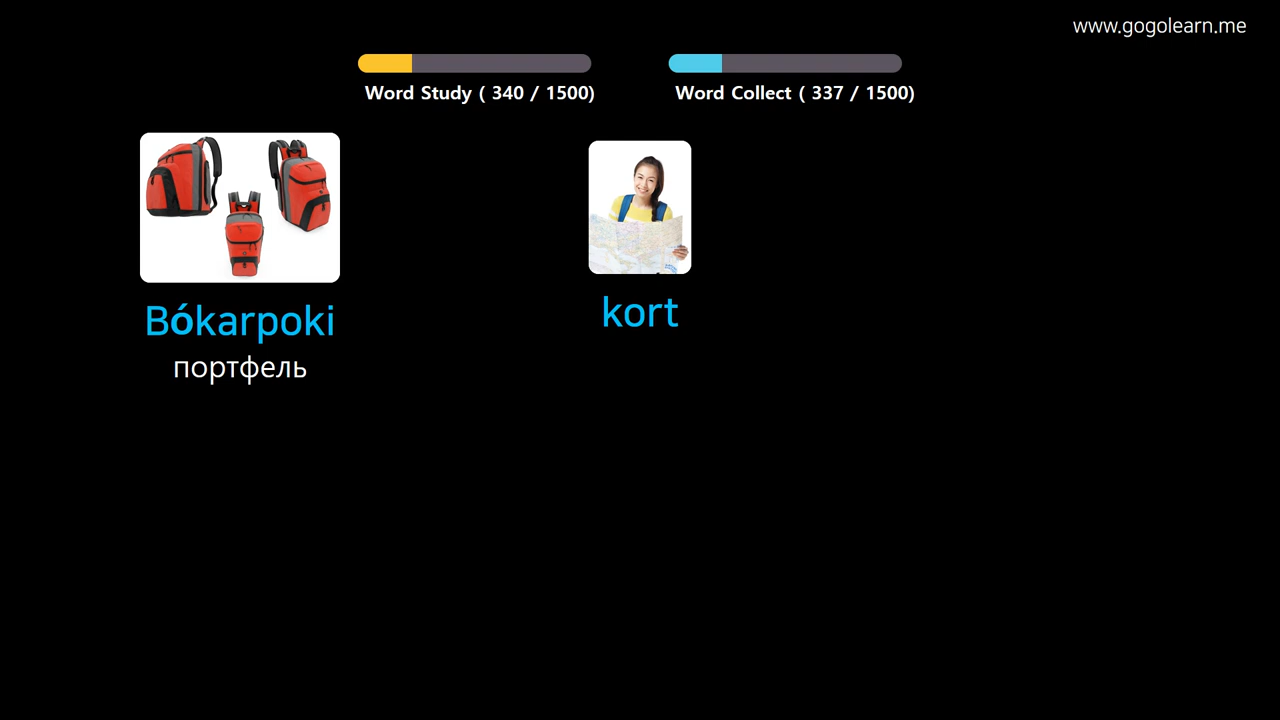 www.gogolearn.me
Word Study ( 340 / 1500)
Word Collect ( 337 / 1500)
Bókarpoki
портфель
kort